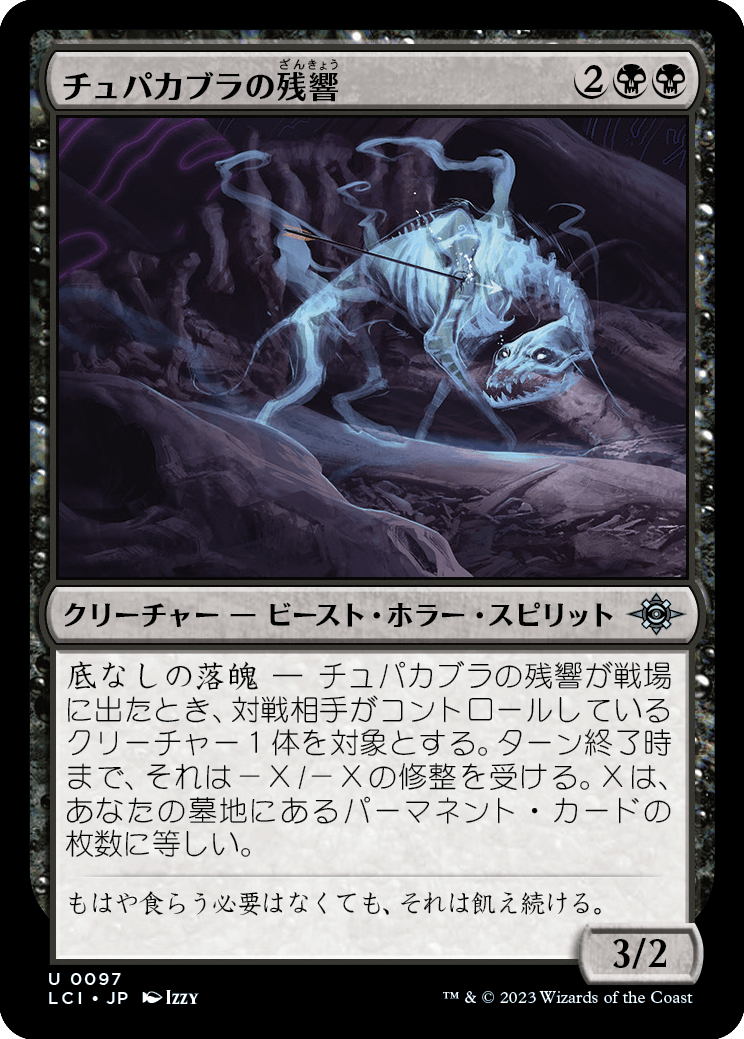 ざんきょう
チュパカブラの残響 2
クリーチャー — ビースト・ホラー・スピリット
底なしの落魄 — チュパカブラの残響が戦場
に出たとき、対戦相手がコントロールしている
クリーチャー１体を対象とする。ターン終了時
まで、それは－Ｘ/－Ｘの修整を受ける。Ｘは、
あなたの墓地にあるパーマネント・カードの
枚数に等しい。
もはや食らう必要はなくても、それは飢え続ける。
3/2
U 0097
LCI • JP Izzy
™ & © 2023 Wizards of the Coast